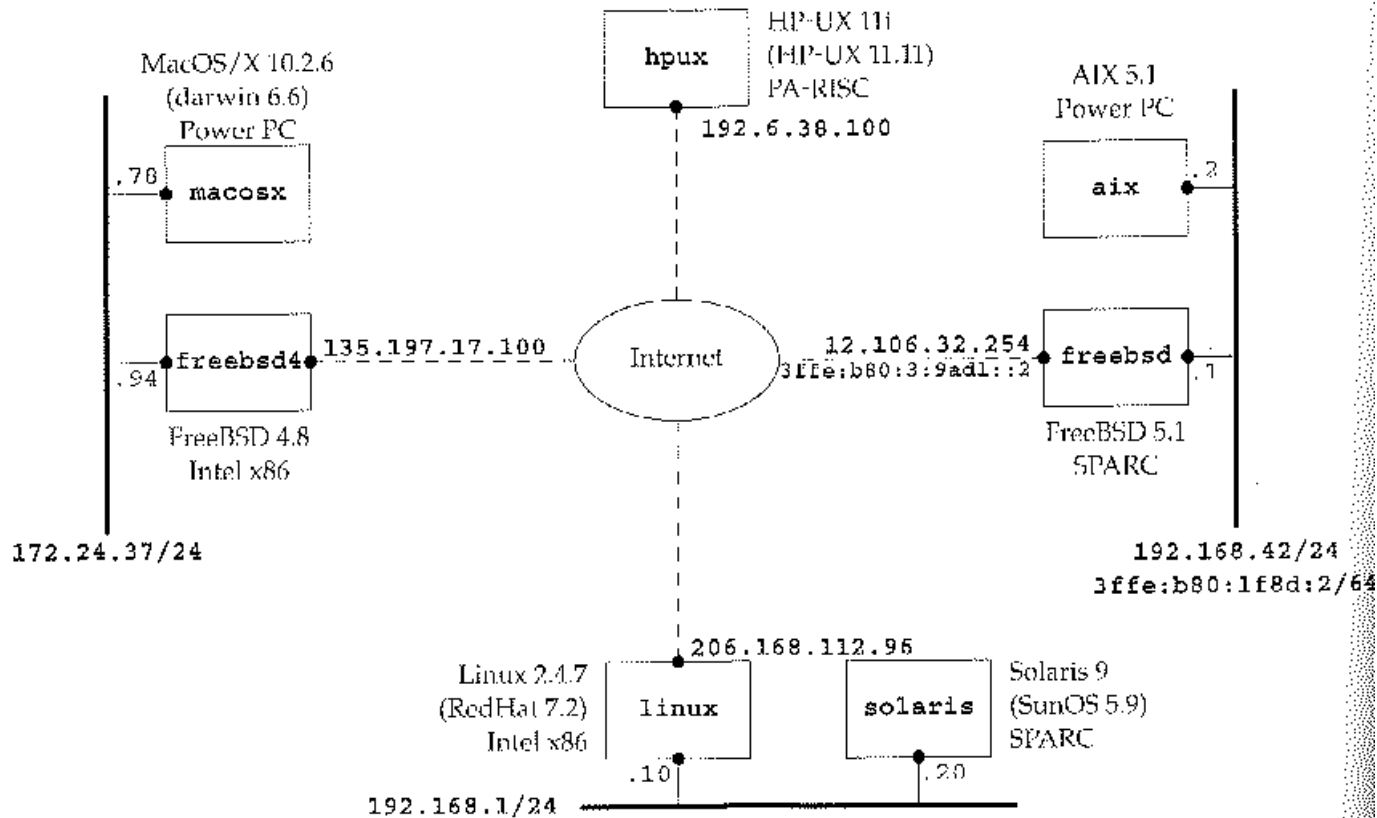 HP-UX 11i
(HP-UX 11.11)
PA-RISC
hpux
192.6.38.100
MacOS/X 10.2.6
(darwin 6.6)
Power PC
.78
macosx
AIX 5.1
Power PC
aix
.2
freebsd4
135.197.17.100
.94
FreeBSD 4.8
Intel x86
Internet
12.106.32.254
3ffe:b80:3:9ad1::2
freebsd
.1
FreeBSD 5.1
SPARC
172.24.37/24
192.168.42/24
3ffe:b80:1f8d:2/64
206.168.112.96
Linux 2.4.7
(RedHat 7.2)
Intel x86
linux
.10
solaris
Solaris 9
(SunOS 5.9)
SPARC
.20
192.168.1/24